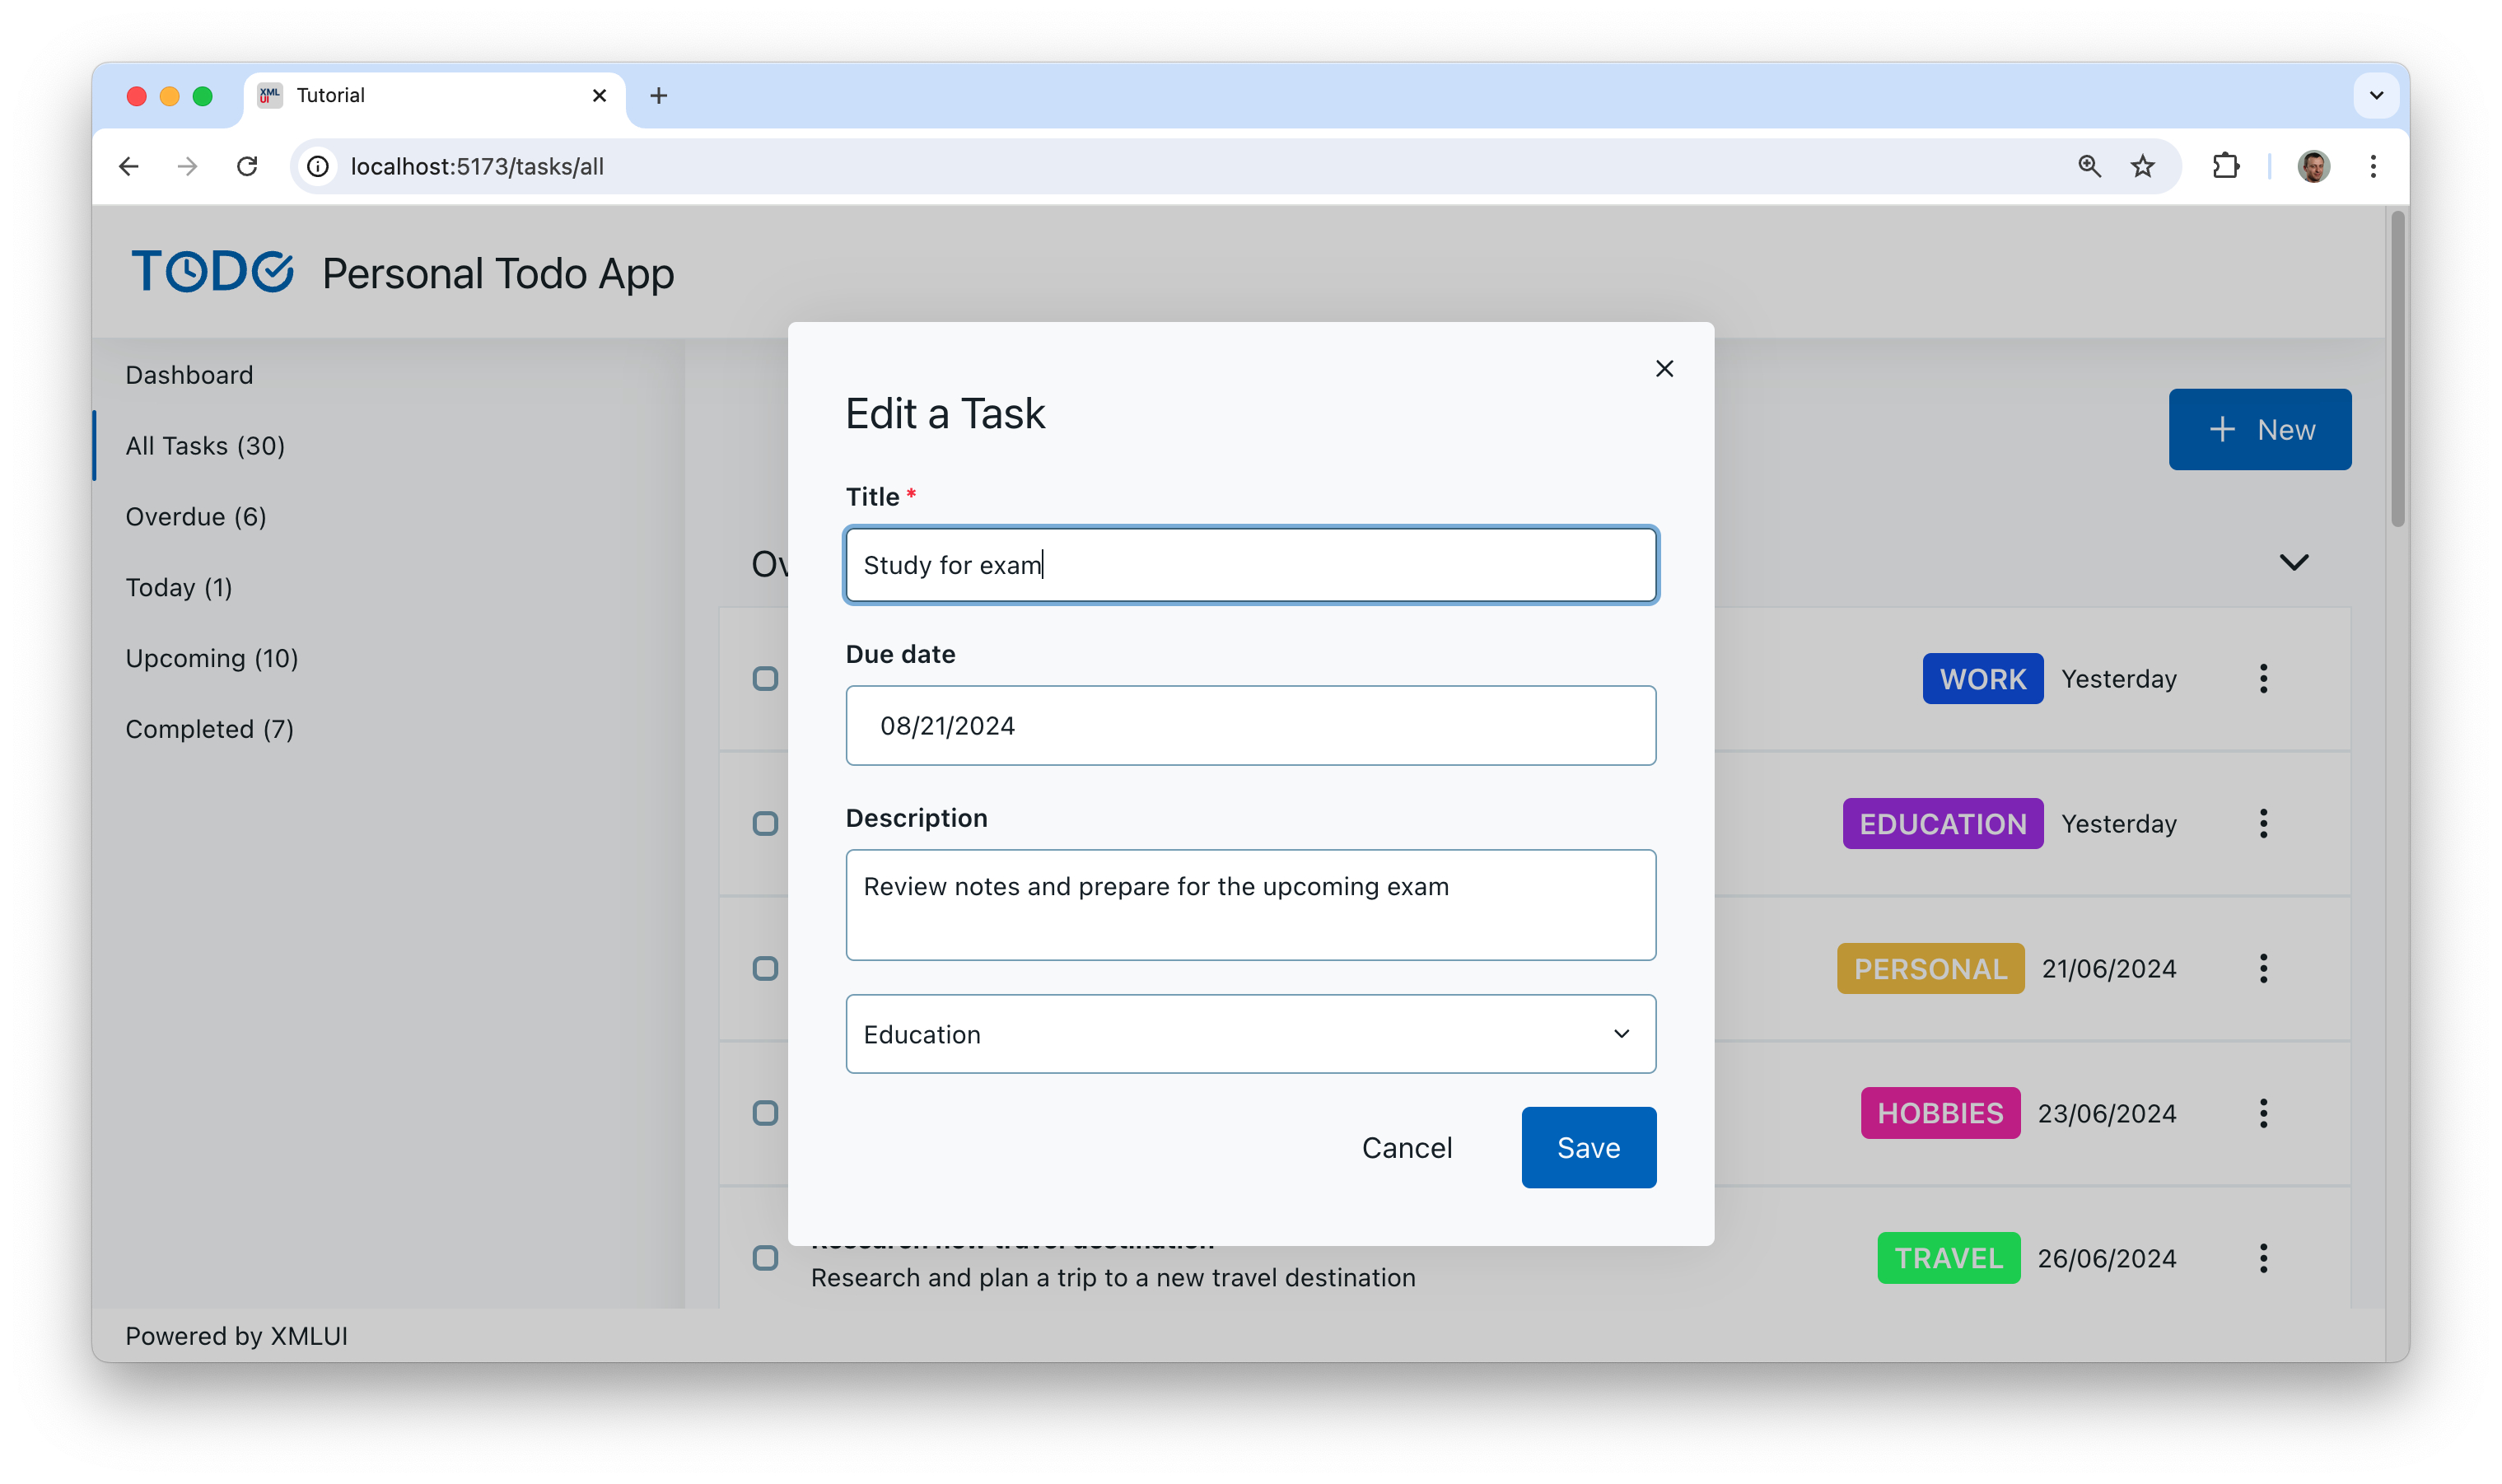 XML UI Tutorial
localhost:5173/tasks/all
TODO Personal Todo App
Dashboard
All Tasks (30)
Overdue (6)
Today (1)
Upcoming (10)
Completed (7)
New
Edit a Task
Title *
Study for exam
Due date
08/21/2024
Description
Review notes and prepare for the upcoming exam
Education
Cancel Save
WORK Yesterday
EDUCATION Yesterday
PERSONAL 21/06/2024
HOBBIES 23/06/2024
TRAVEL 26/06/2024
Research and plan a trip to a new travel destination
Powered by XMLUI